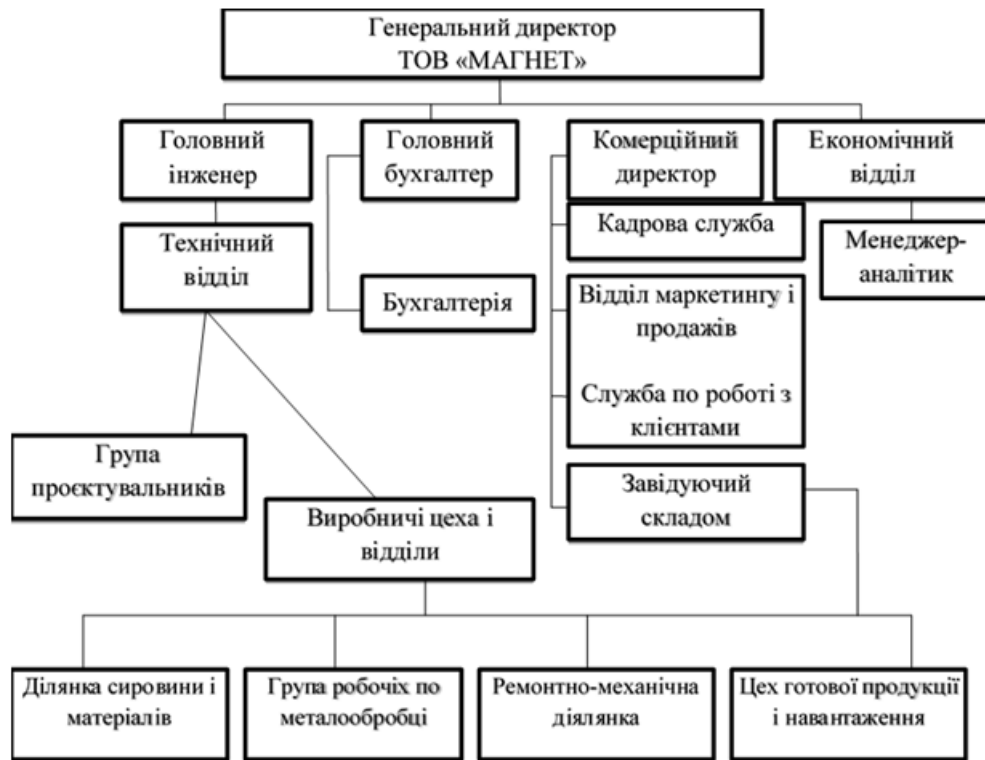 Генеральний директор
ТОВ «МАГНЕТ»
Головний
інженер
Головний
бухгалтер
Комерційний
директор
Економічний
відділ
Технічний
відділ
Кадрова служба
Менеджер-
аналітик
Бухгалтерія
Відділ маркетингу і
продажів
Служба по роботі з
клієнтами
Група
проєктувальників
Завідуючий
складом
Виробничі цеха і
відділи
Ділянка сировини і
матеріалів
Група робочіх по
металообробці
Ремонтно-механічна
діялянка
Цех готової продукції
і навантаження